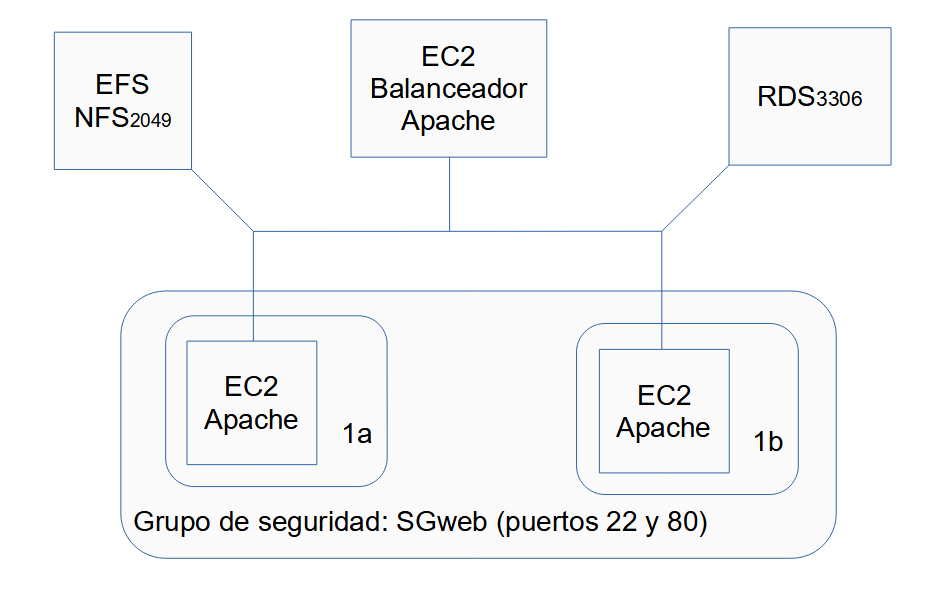 EFS
NFS2049
EC2
Balanceador
Apache
RDS3306
EC2
Apache
1a
EC2
Apache
1b
Grupo de seguridad: SGweb (puertos 22 y 80)